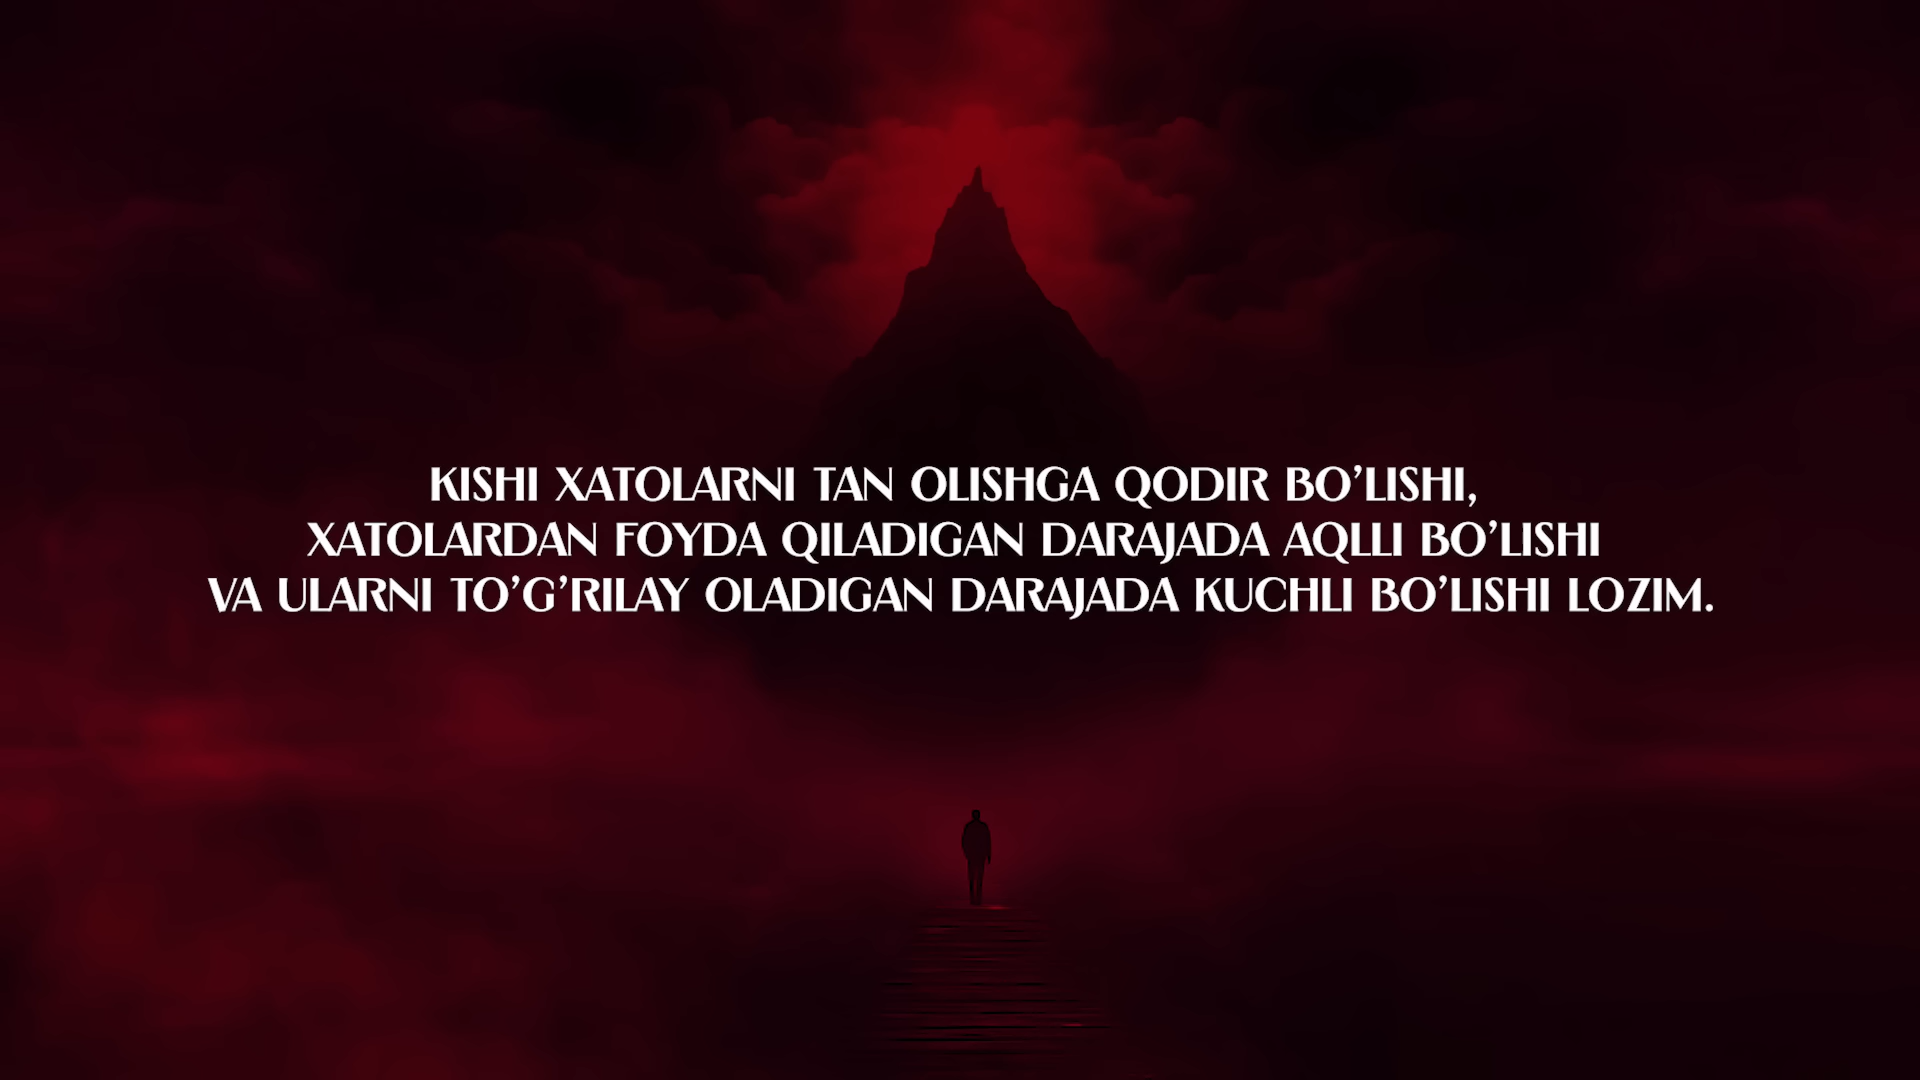 KISHI XATOLARNI TAN OLISHGA QODIR BO’LISHI,
XATOLARDAN FOYDA QILADIGAN DARAJADA AQLLI BO’LISHI
VA ULARNI TO’G’RILAY OLADIGAN DARAJADA KUCHLI BO’LISHI LOZIM.